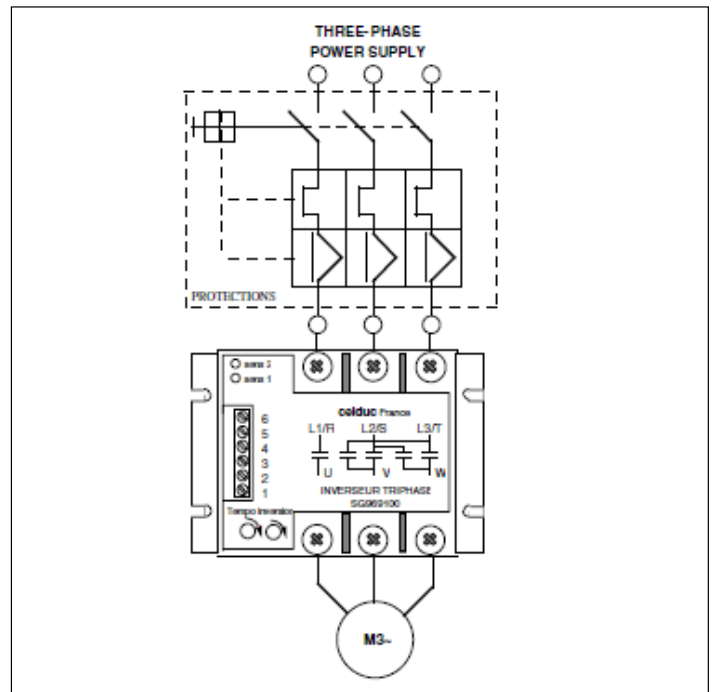 THREE-PHASE
POWER SUPPLY
PROTECTIONS
sens 2
sens 1
celduc France
L1/R L2/S L3/T
6
5
4
3
2
1
U V W
INVERSEUR TRIPHASE
SG969100
Tempo Inversion
M3~